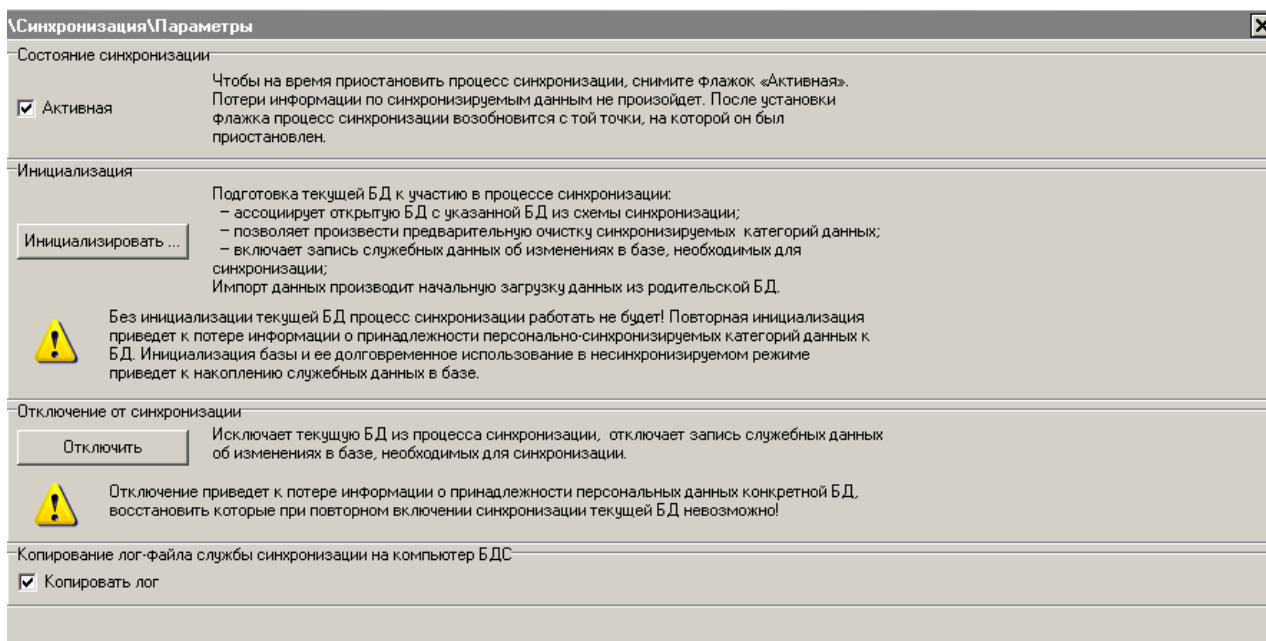 \Синхронизация\Параметры
Состояние синхронизации
Активная
Чтобы на время приостановить процесс синхронизации, снимите флажок «Активная».
Потери информации по синхронизируемым данным не произойдет. После установки
флажка процесс синхронизации возобновится с той точки, на которой он был
приостановлен.
Инициализация
Инициализировать ...
Подготовка текущей БД к участию в процессе синхронизации:
– ассоциирует открытую БД с указанной БД из схемы синхронизации;
– позволяет произвести предварительную очистку синхронизируемых категорий данных;
– включает запись служебных данных об изменениях в базе, необходимых для
синхронизации;
Импорт данных производит начальную загрузку данных из родительской БД.
Без инициализации текущей БД процесс синхронизации работать не будет! Повторная инициализация
приведет к потере информации о принадлежности персонально-синхронизируемых категорий данных к
БД. Инициализация базы и ее долговременное использование в несинхронизируемом режиме
приведет к накоплению служебных данных в базе.
Отключение от синхронизации
Отключить
Исключает текущую БД из процесса синхронизации, отключает запись служебных данных
об изменениях в базе, необходимых для синхронизации.
Отключение приведет к потере информации о принадлежности персональных данных конкретной БД,
восстановить которые при повторном включении синхронизации текущей БД невозможно!
Копирование лог-файла службы синхронизации на компьютер БДС
Копировать лог